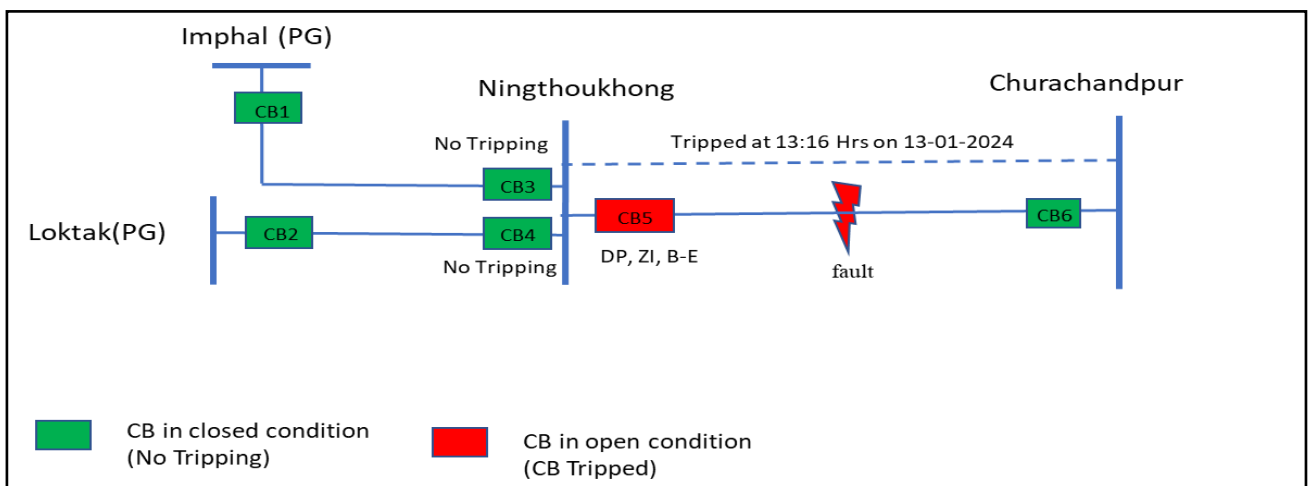 Imphal (PG)
CB1
Ningthoukhong
Churachandpur
No Tripping
Tripped at 13:16 Hrs on 13-01-2024
CB3
Loktak(PG)
CB2
CB4
CB5
CB6
No Tripping
DP, ZI, B-E
fault
CB in closed condition
(No Tripping)
CB in open condition
(CB Tripped)